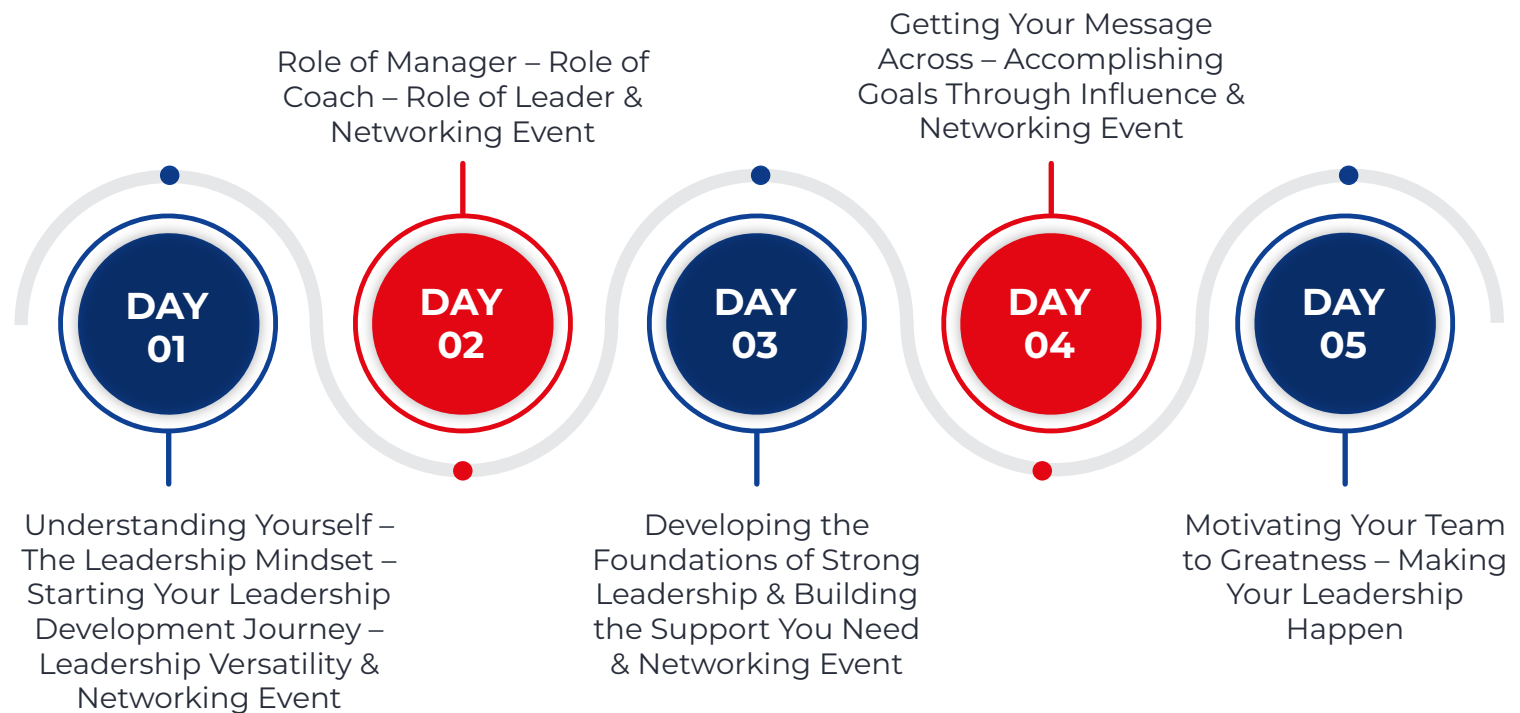 DAY
01
Understanding Yourself –
The Leadership Mindset –
Starting Your Leadership
Development Journey –
Leadership Versatility &
Networking Event
Role of Manager – Role of
Coach – Role of Leader &
Networking Event
DAY
02
DAY
03
Developing the
Foundations of Strong
Leadership & Building
the Support You Need
& Networking Event
Getting Your Message
Across – Accomplishing
Goals Through Influence &
Networking Event
DAY
04
DAY
05
Motivating Your Team
to Greatness – Making
Your Leadership
Happen